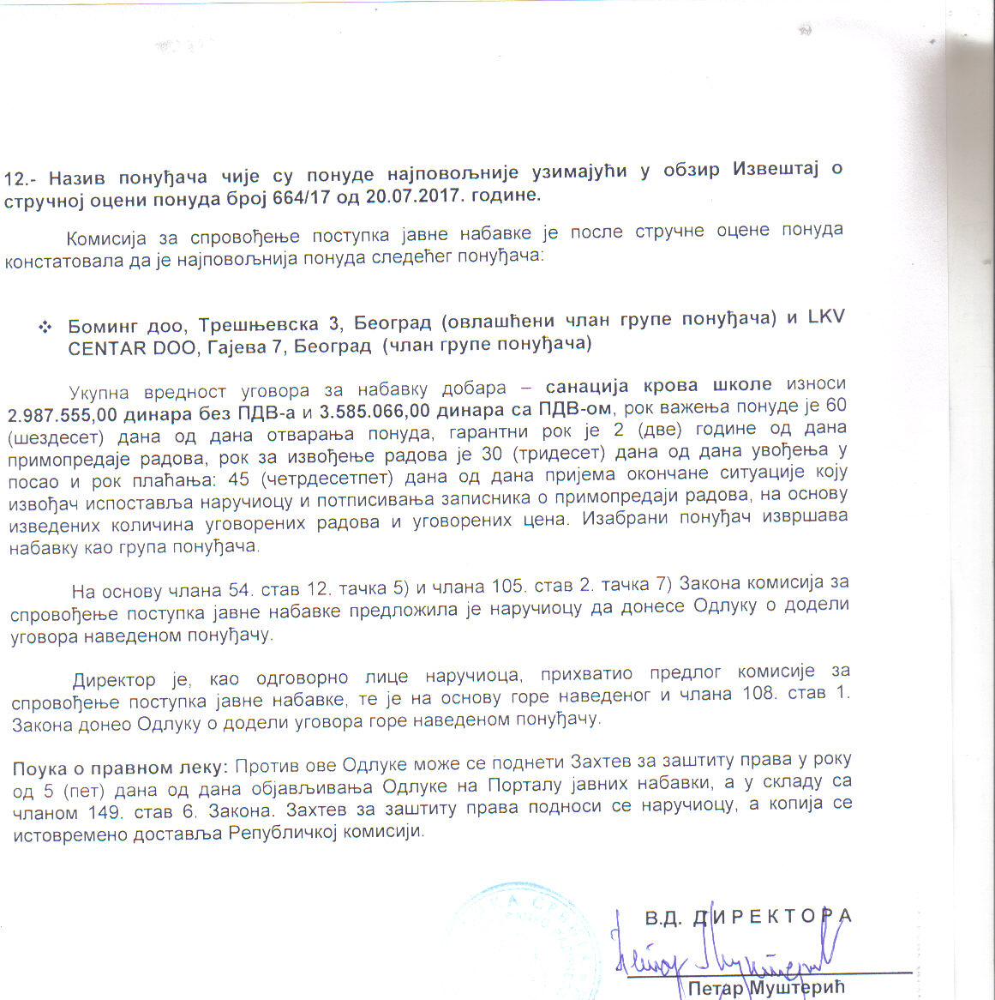 12.- Назив понуђача чије су понуде најповољније узимајући у обзир Извештај о
стручној оцени понуда број 664/17 од 20.07.2017. године.
Комисија за спровођење поступка јавне набавке је после стручне оцене понуда
констатовала да је најповољнија понуда следећег понуђача:
❖ Боминг доо, Трешњевска 3, Београд (овлашћени члан групе понуђача) и LKV
CENTAR DOO, Гајева 7, Београд (члан групе понуђача)
Укупна вредност уговора за набавку добара – санација крова школе износи
2.987.555,00 динара без ПДВ-а и 3.585.066,00 динара са ПДВ-ом, рок важења понуде је 60
(шездесет) дана од дана отварања понуда, гарантни рок је 2 (две) године од дана
примопредаје радова, рок за извођење радова је 30 (тридесет) дана од дана увођења у
посао и рок плаћања: 45 (четрдесетпет) дана од дана пријема окончане ситуације коју
извођач испоставља наручиоцу и потписивања записника о примопредаји радова, на основу
изведених количина уговорених радова и уговорених цена. Изабрани понуђач извршава
набавку као група понуђача.
На основу члана 54. став 12. тачка 5) и члана 105. став 2. тачка 7) Закона комисија за
спровођење поступка јавне набавке предложила је наручиоцу да донесе Одлуку о додели
уговора наведеном понуђачу.
Директор је, као одговорно лице наручиоца, прихватио предлог комисије за
спровођење поступка јавне набавке, те је на основу горе наведеног и члана 108. став 1.
Закона донео Одлуку о додели уговора горе наведеном понуђачу.
Поука о правном леку: Против ове Одлуке може се поднети Захтев за заштиту права у року
од 5 (пет) дана од дана објављивања Одлуке на Порталу јавних набавки, а у складу са
чланом 149. став 6. Закона. Захтев за заштиту права подноси се наручиоцу, а копија се
истовремено доставља Републичкој комисији.
В.Д. ДИРЕКТОРА
Петар Муштерић
Петар Муштерић